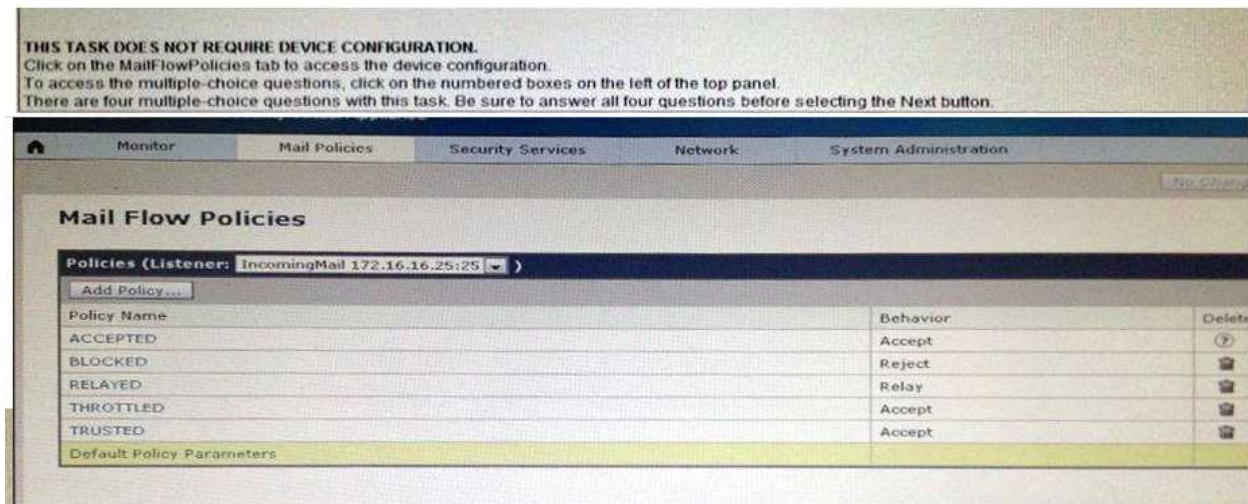 THIS TASK DOES NOT REQUIRE DEVICE CONFIGURATION.
Click on the MailFlowPolicies tab to access the device configuration.
To access the multiple-choice questions, click on the numbered boxes on the left of the top panel.
There are four multiple-choice questions with this task. Be sure to answer all four questions before selecting the Next button.
Monitor Mail Policies Security Services Network System Administration
Mail Flow Policies
Policies (Listener: IncomingMail 172.16.16.25:25 )
Add Policy...
Policy Name Behavior Delete
ACCEPTED Accept ?
BLOCKED Reject
RELAYED Relay
THROTTLED Accept
TRUSTED Accept
Default Policy Parameters